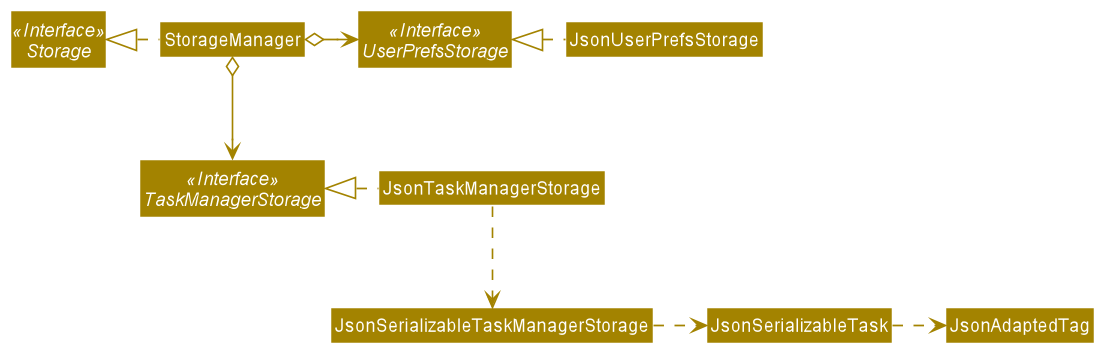 «Interface»
Storage
StorageManager
«Interface»
UserPrefsStorage
JsonUserPrefsStorage
«Interface»
TaskManagerStorage
JsonTaskManagerStorage
JsonSerializableTaskManagerStorage
JsonSerializableTask
JsonAdaptedTag